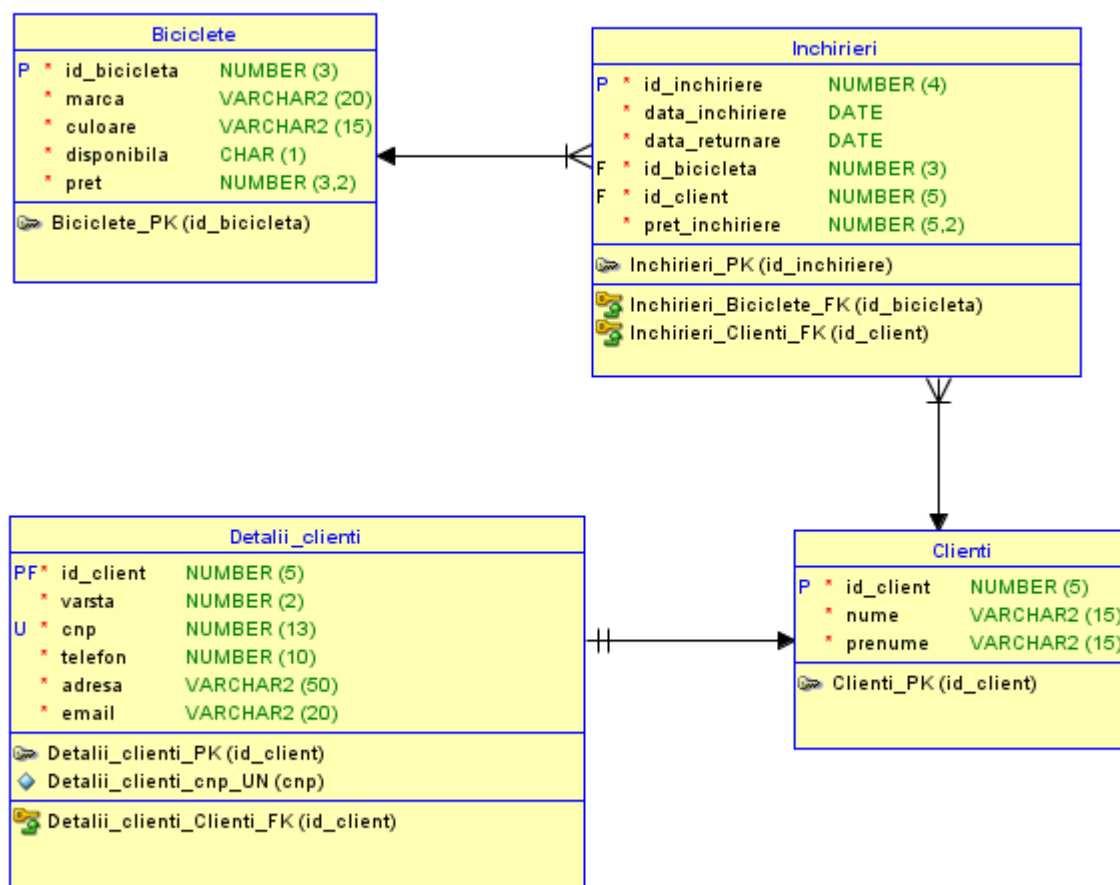 Biciclete
P * id_bicicleta NUMBER (3)
* marca VARCHAR2 (20)
* culoare VARCHAR2 (15)
* disponibila CHAR (1)
* pret NUMBER (3,2)
Biciclete_PK (id_bicicleta)
Inchirieri
P * id_inchiriere NUMBER (4)
* data_inchiriere DATE
* data_returnare DATE
F * id_bicicleta NUMBER (3)
F * id_client NUMBER (5)
* pret_inchiriere NUMBER (5,2)
Inchirieri_PK (id_inchiriere)
Inchirieri_Biciclete_FK (id_bicicleta)
Inchirieri_Clienti_FK (id_client)
Detalii_clienti
PF* id_client NUMBER (5)
* varsta NUMBER (2)
U * cnp NUMBER (13)
* telefon NUMBER (10)
* adresa VARCHAR2 (50)
* email VARCHAR2 (20)
Detalii_clienti_PK (id_client)
Detalii_clienti_cnp_UN (cnp)
Detalii_clienti_Clienti_FK (id_client)
Clienti
P * id_client NUMBER (5)
* nume VARCHAR2 (15)
* prenume VARCHAR2 (15)
Clienti_PK (id_client)